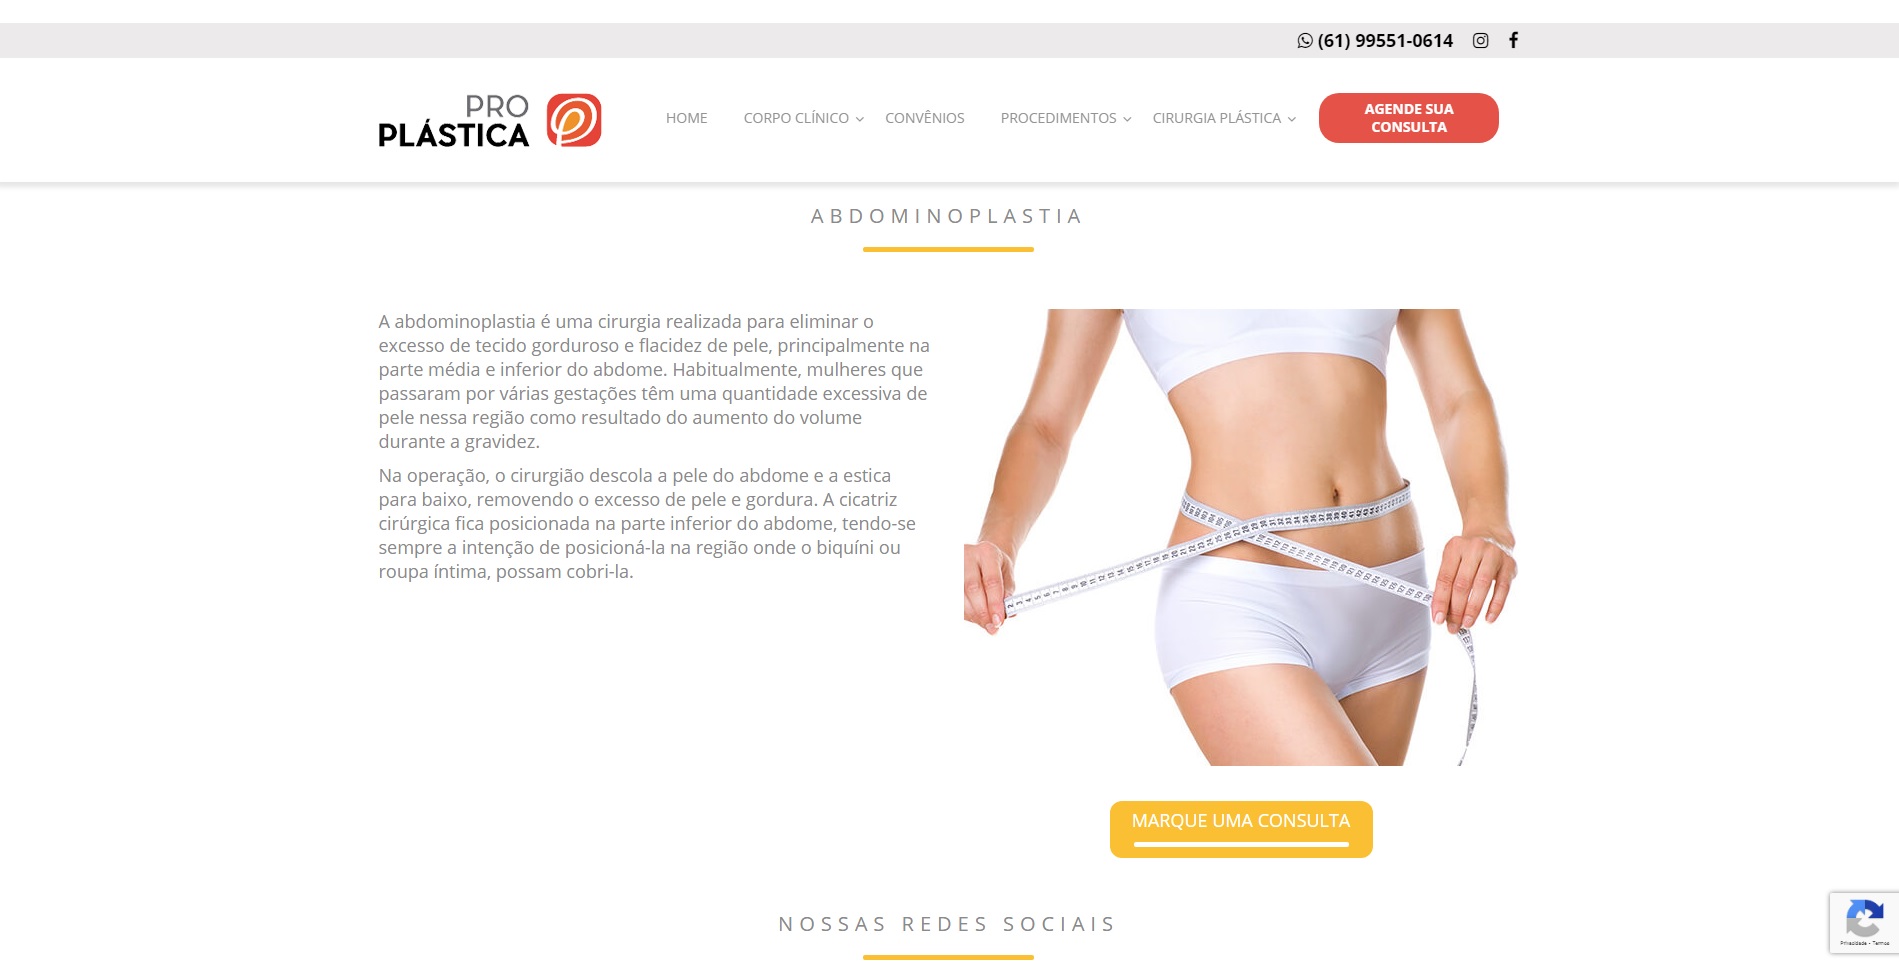 (61) 99551-0614
PRO
PLÁSTICA
HOME
CORPO CLÍNICO
CONVÊNIOS
PROCEDIMENTOS
CIRURGIA PLÁSTICA
AGENDE SUA
CONSULTA
ABDOMINOPLASTIA
A abdominoplastia é uma cirurgia realizada para eliminar o
excesso de tecido gorduroso e flacidez de pele, principalmente na
parte média e inferior do abdome. Habitualmente, mulheres que
passaram por várias gestações têm uma quantidade excessiva de
pele nessa região como resultado do aumento do volume
durante a gravidez.
Na operação, o cirurgião descola a pele do abdome e a estica
para baixo, removendo o excesso de pele e gordura. A cicatriz
cirúrgica fica posicionada na parte inferior do abdome, tendo-se
sempre a intenção de posicioná-la na região onde o biquíni ou
roupa íntima, possam cobri-la.
MARQUE UMA CONSULTA
NOSSAS REDES SOCIAIS
Privacidade - Termos